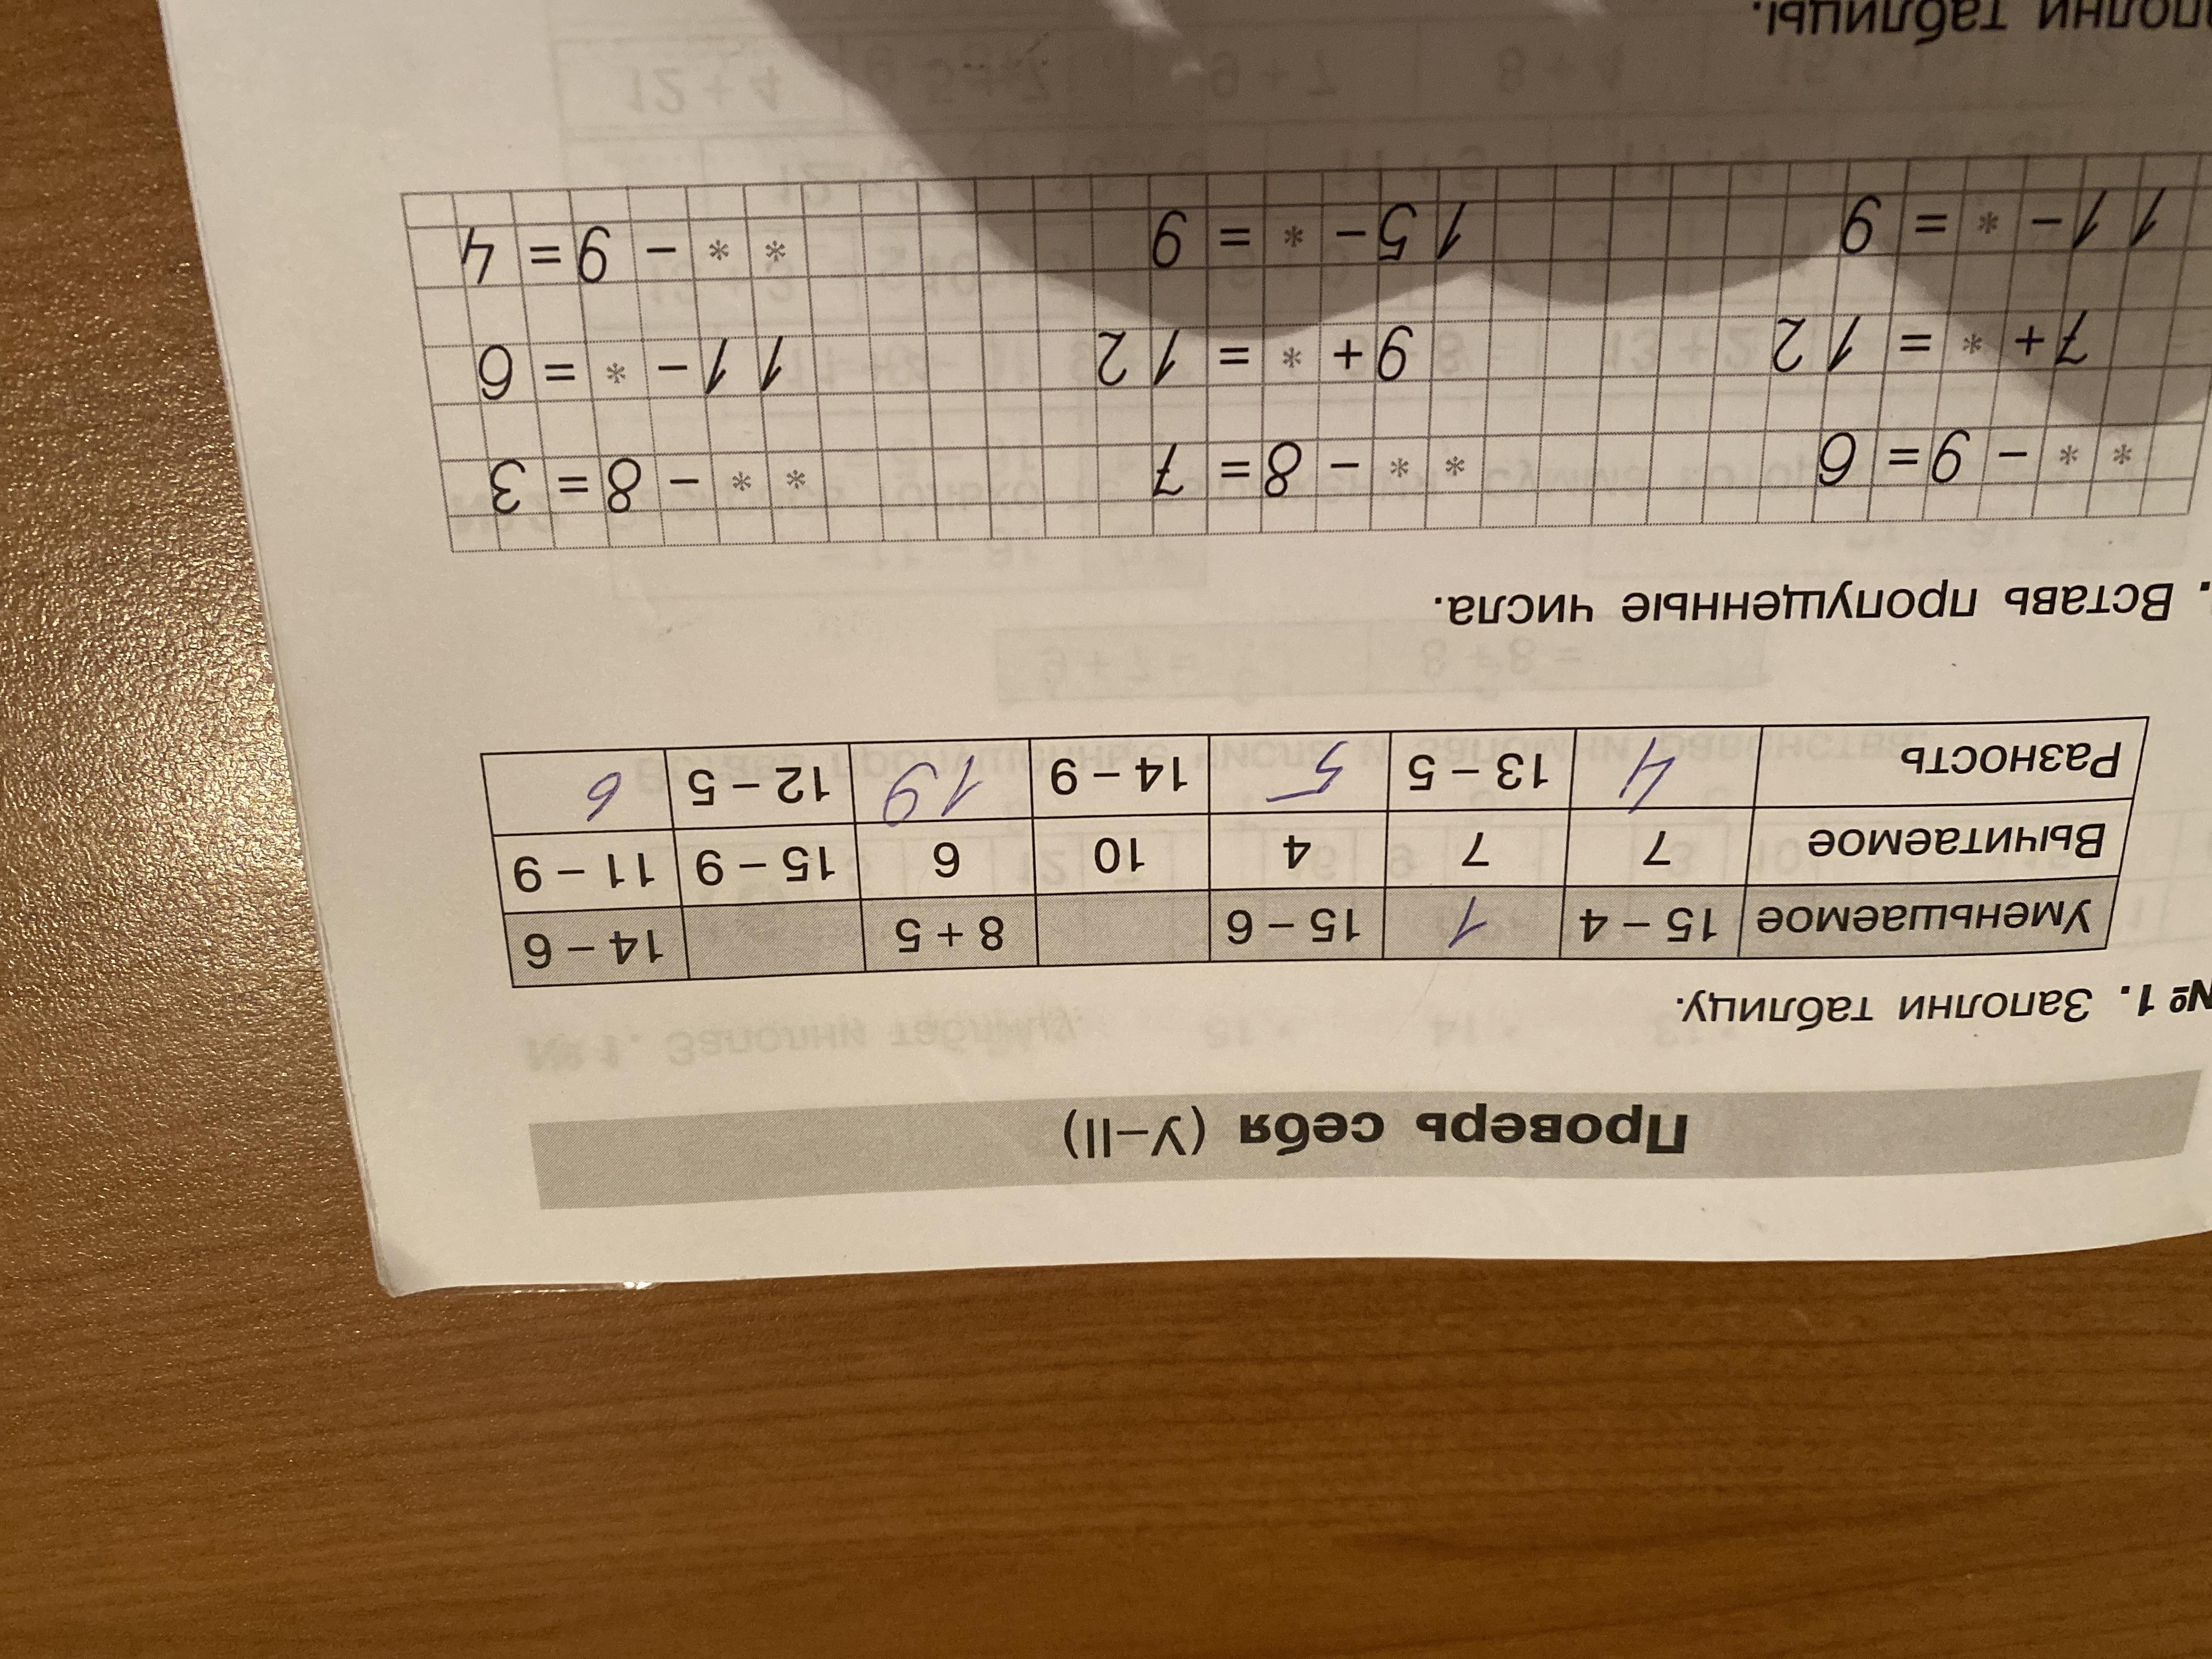 Проверь себя (У–II)
№ 1. Заполни таблицу.
Уменьшаемое 15 – 4 1 15 – 6 8 + 5 14 – 6
Вычитаемое 7 7 4 10 6 15 – 9 11 – 9
Разность 4 13 – 5 5 14 – 9 19 12 – 5 6
. Вставь пропущенные числа.
* * – 9 = 6 * * – 8 = 7 * * – 8 = 3
7 + * = 12 9 + * = 12 11 – * = 6
11 – * = 9 15 – * = 9 * * – 9 = 4
полни таблицы.